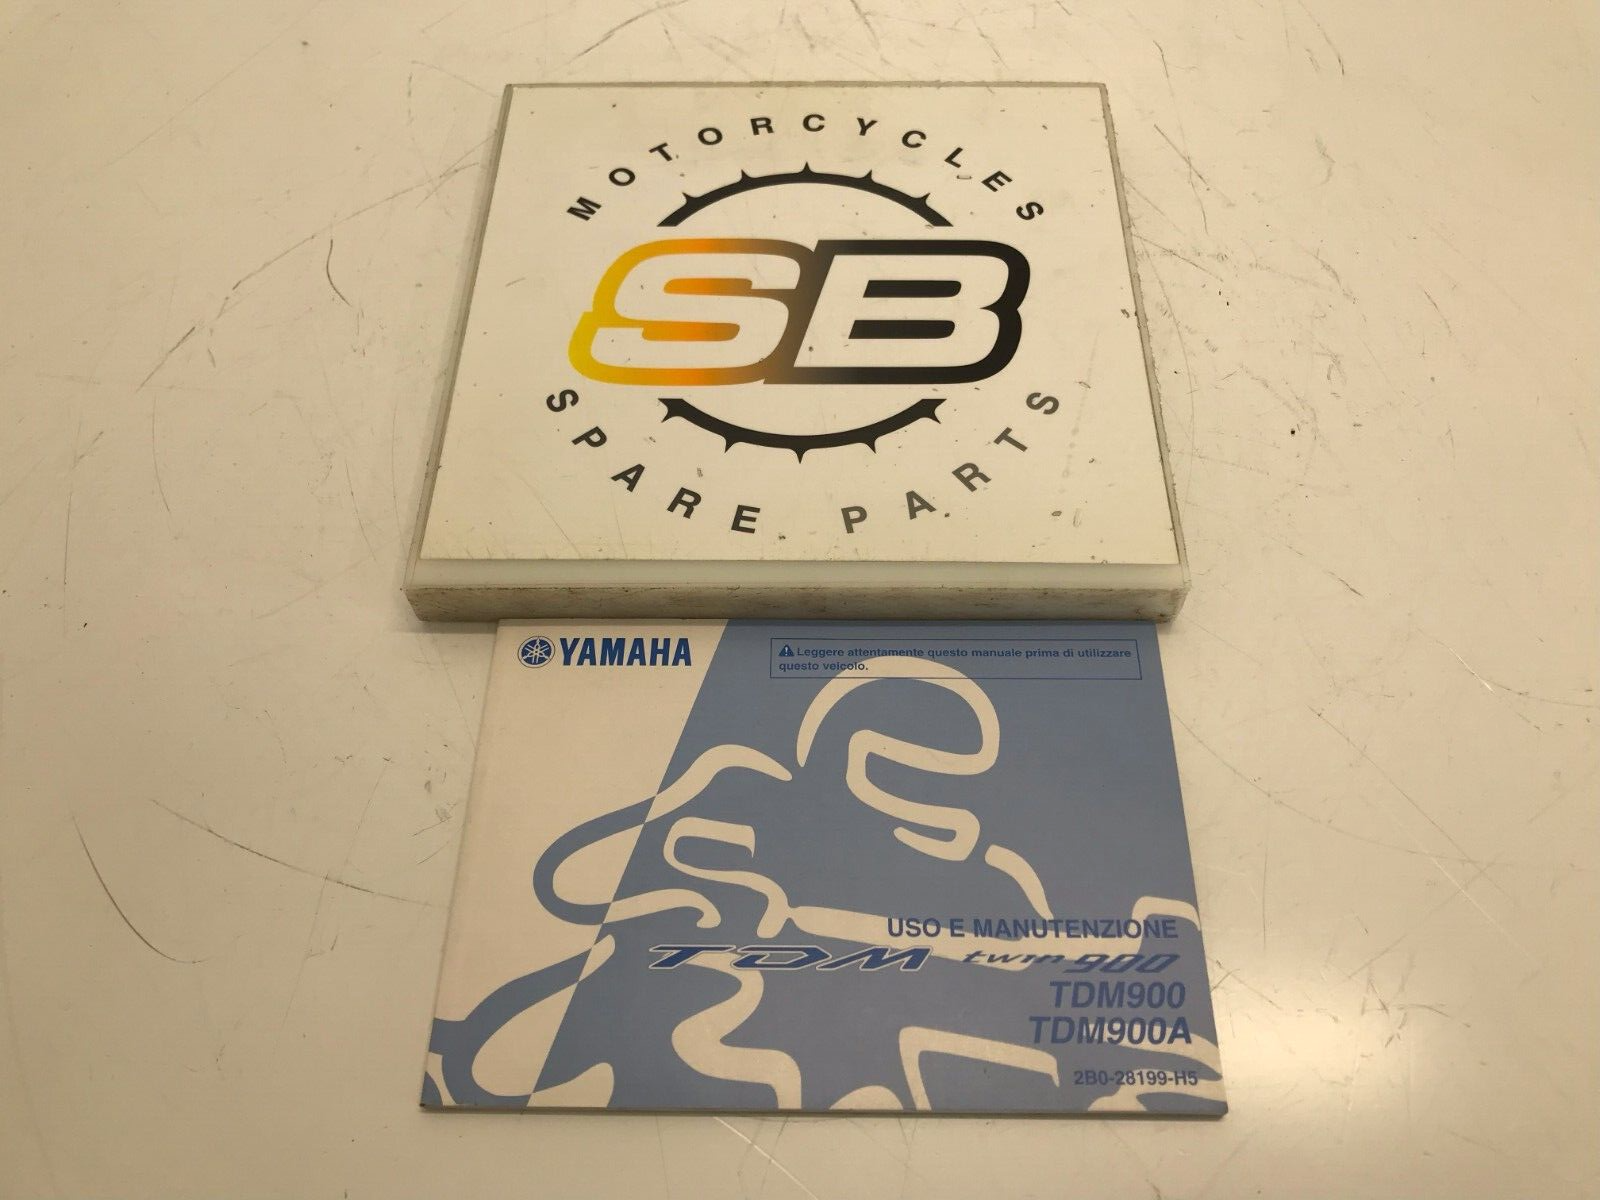 MOTORCYCLES
SB
SPARE PARTS
YAMAHA
Leggere attentamente questo manuale prima di utilizzare
questo veicolo.
USO E MANUTENZIONE
TDM twin 900
TDM900
TDM900A
2B0-28199-H5